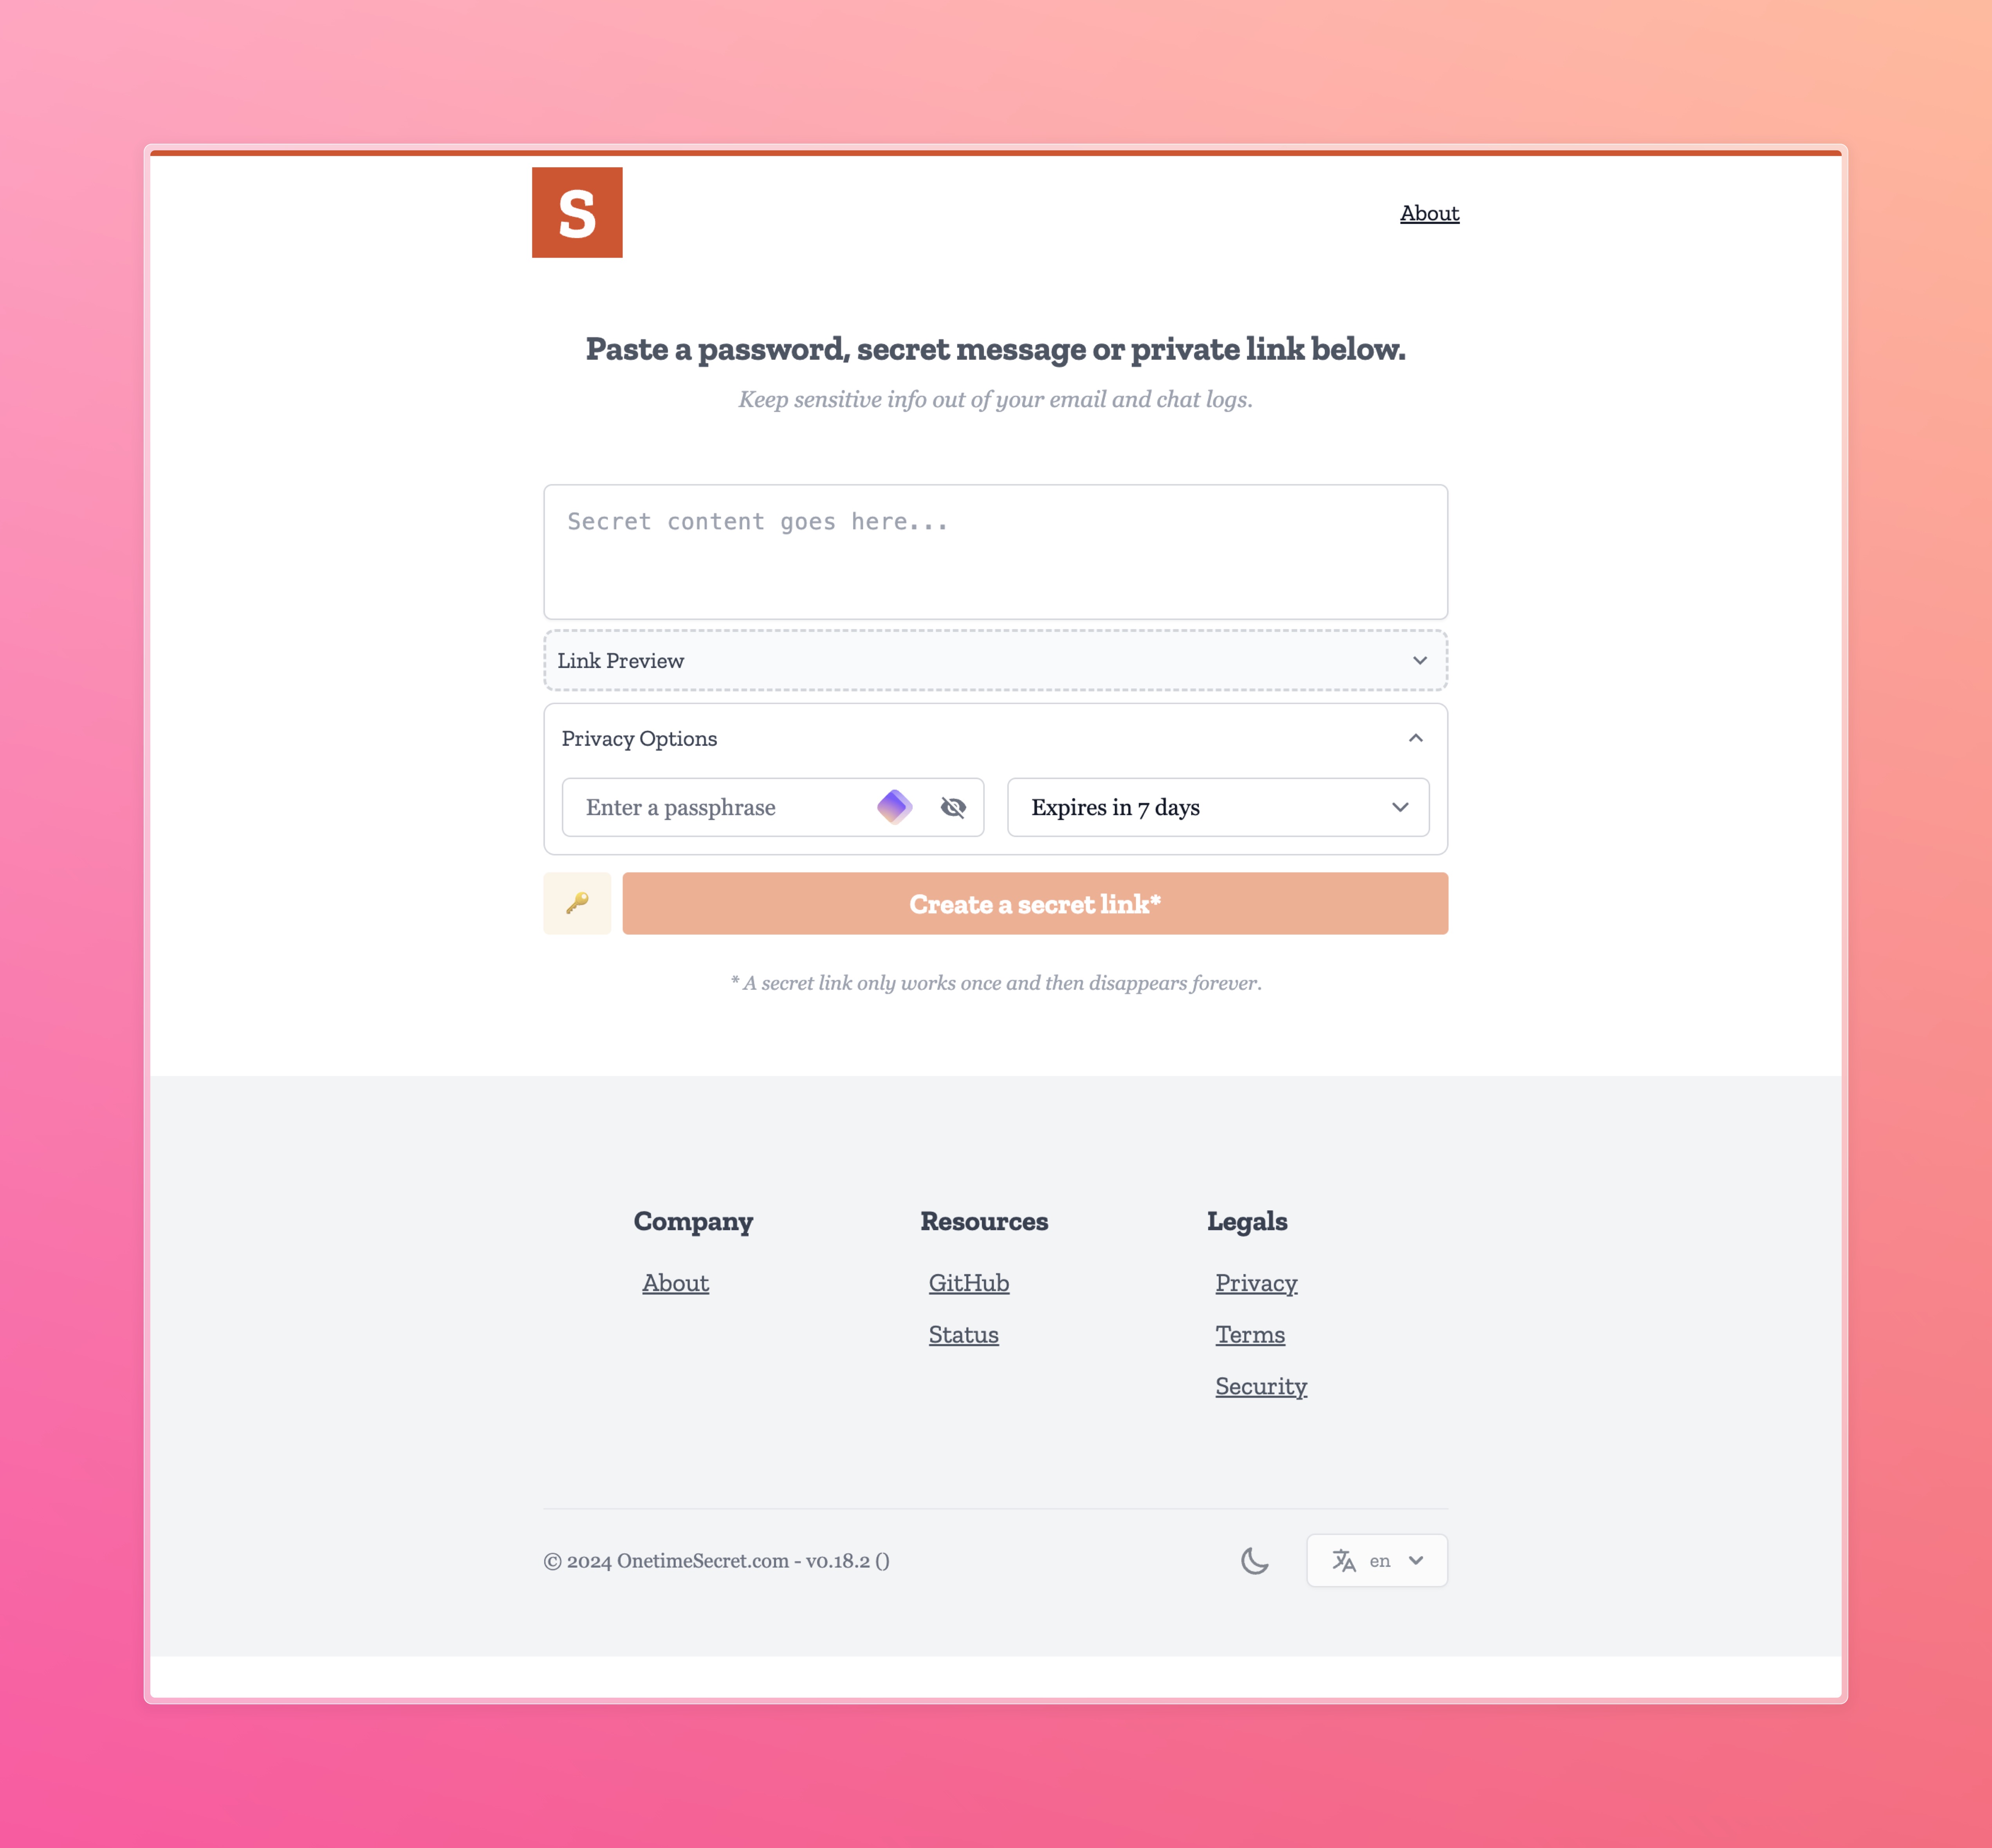 S
About
Paste a password, secret message or private link below.
Keep sensitive info out of your email and chat logs.
Secret content goes here...
Link Preview
Privacy Options
Enter a passphrase
Expires in 7 days
Create a secret link*
* A secret link only works once and then disappears forever.
Company
Resources
Legals
About
GitHub
Privacy
Status
Terms
Security
© 2024 OnetimeSecret.com - v0.18.2 ()
en